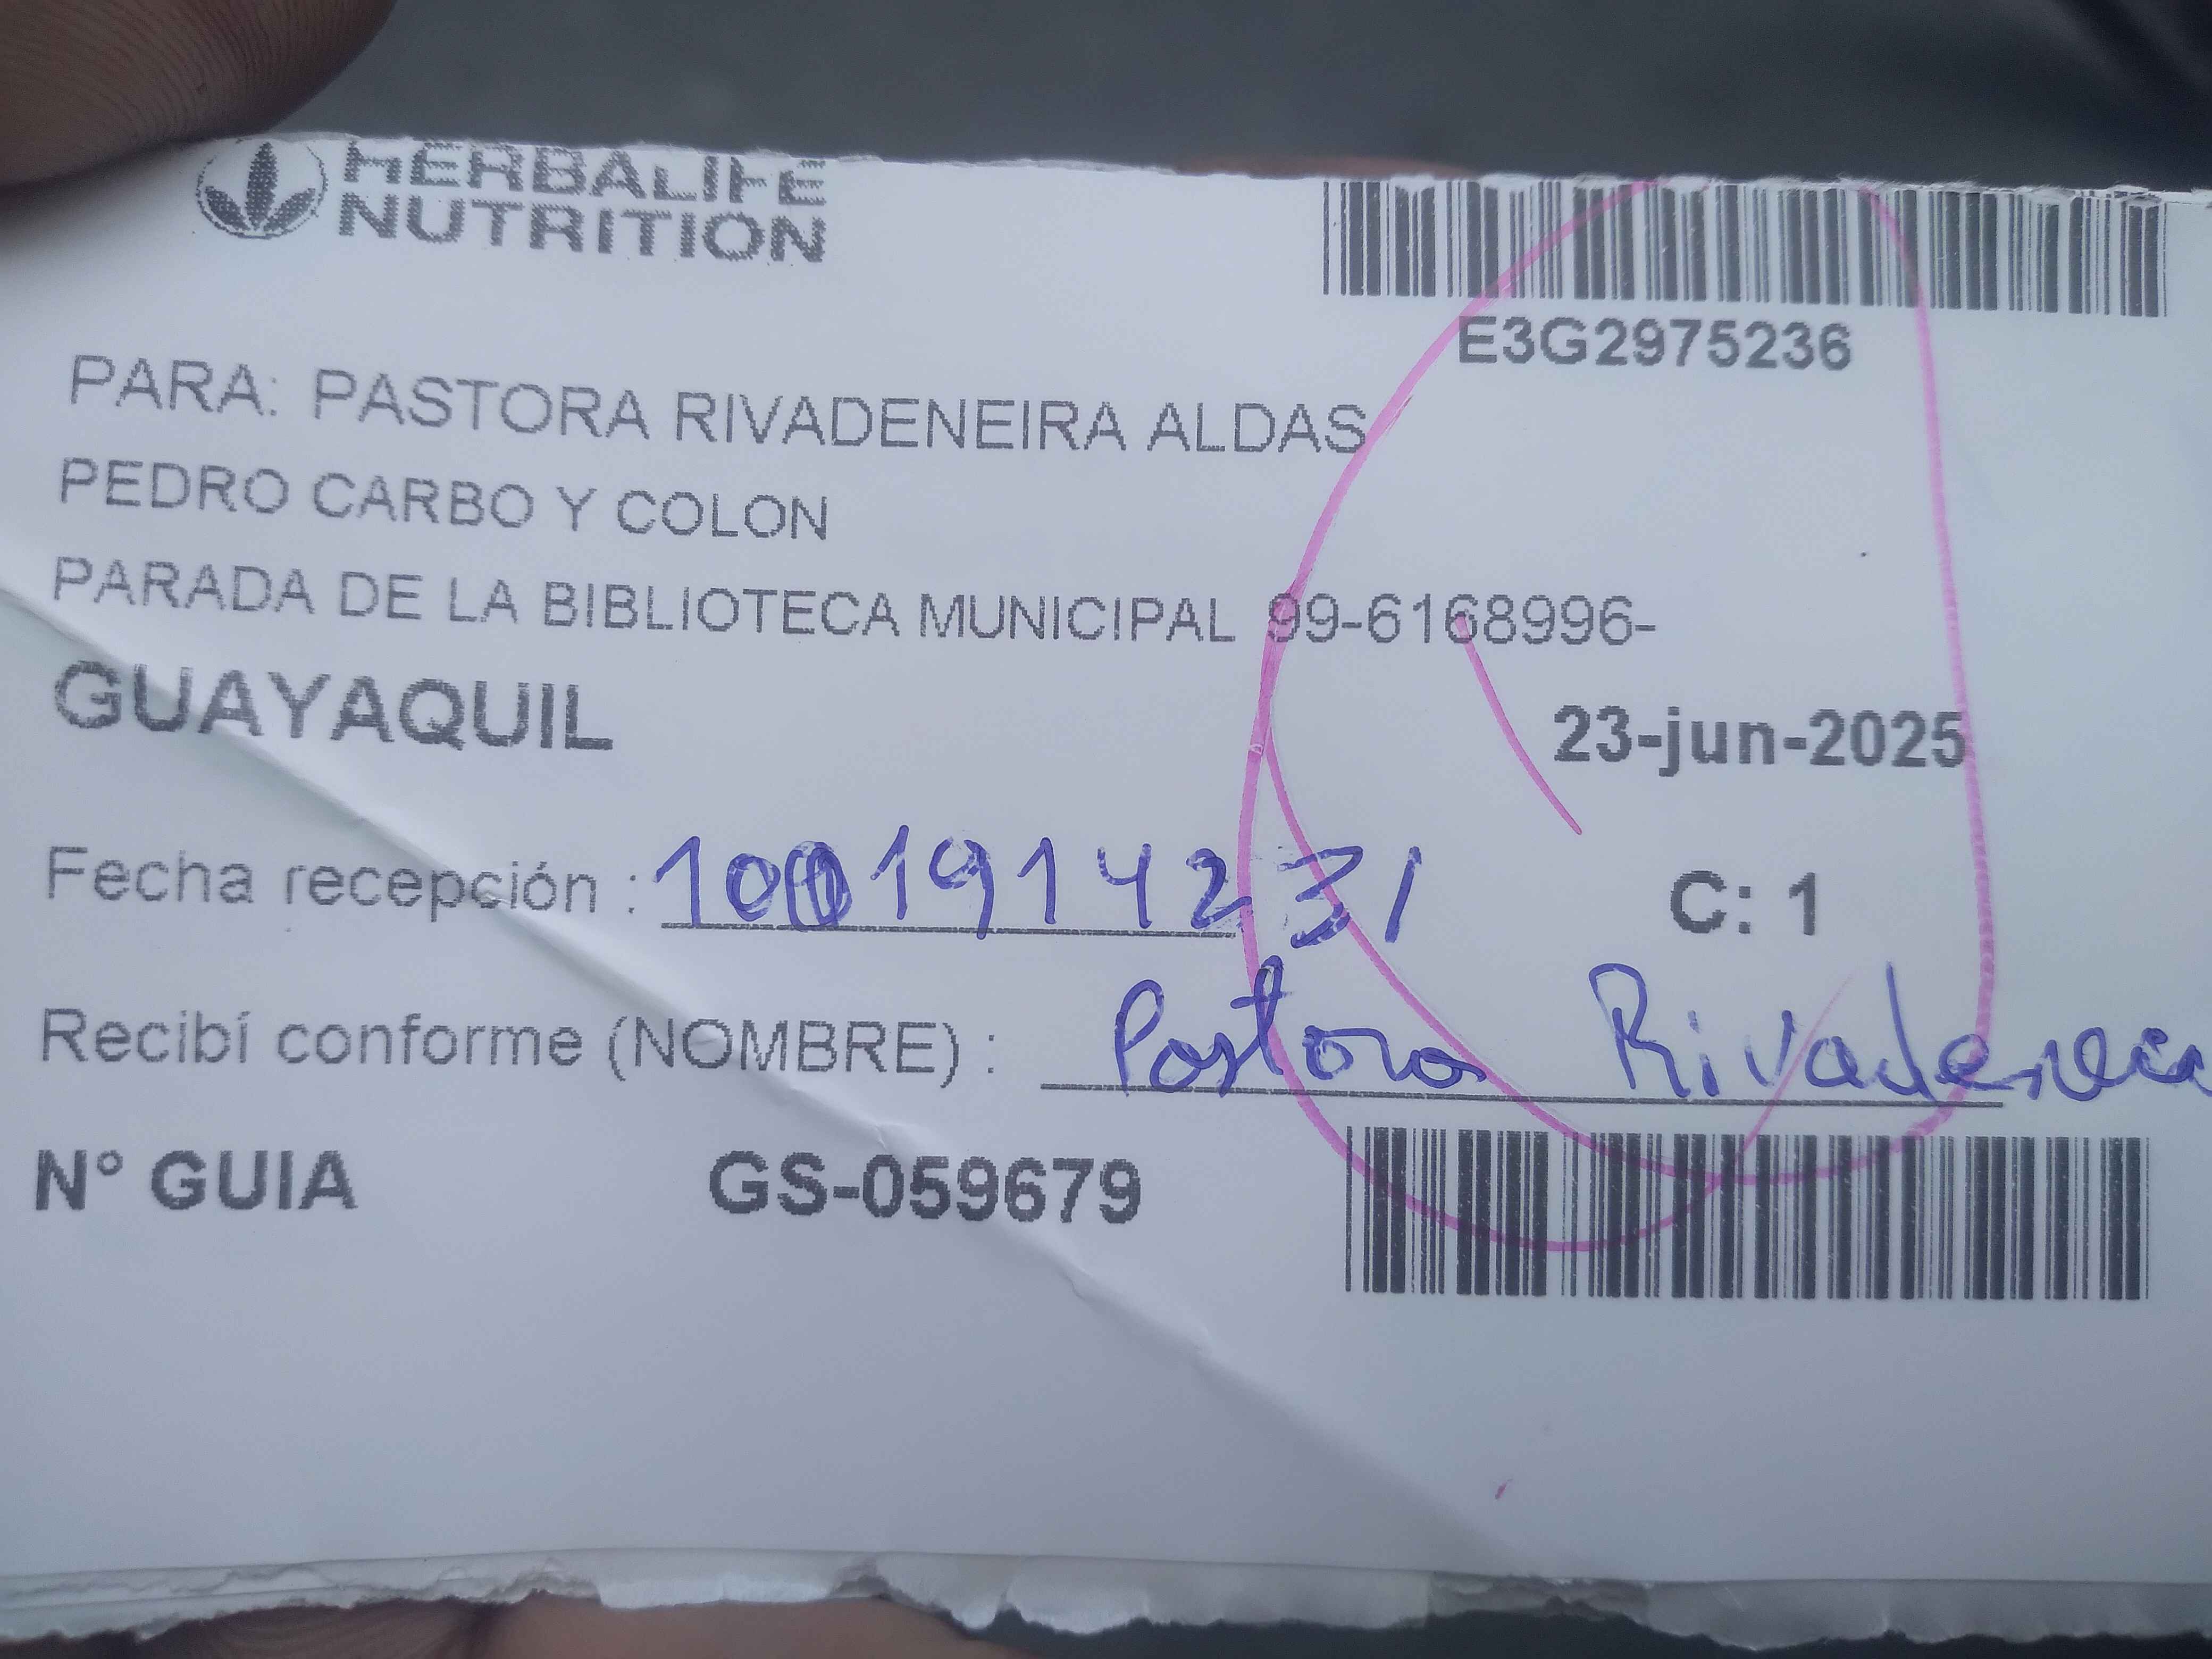 HERBALIFE
NUTRITION
E3G2975236
PARA: PASTORA RIVADENEIRA ALDAS
PEDRO CARBO Y COLON
PARADA DE LA BIBLIOTECA MUNICIPAL 99-6168996-
GUAYAQUIL
23-jun-2025
Fecha recepción : 1001914231
C: 1
Recibí conforme (NOMBRE) : Pastora
N° GUIA GS-059679